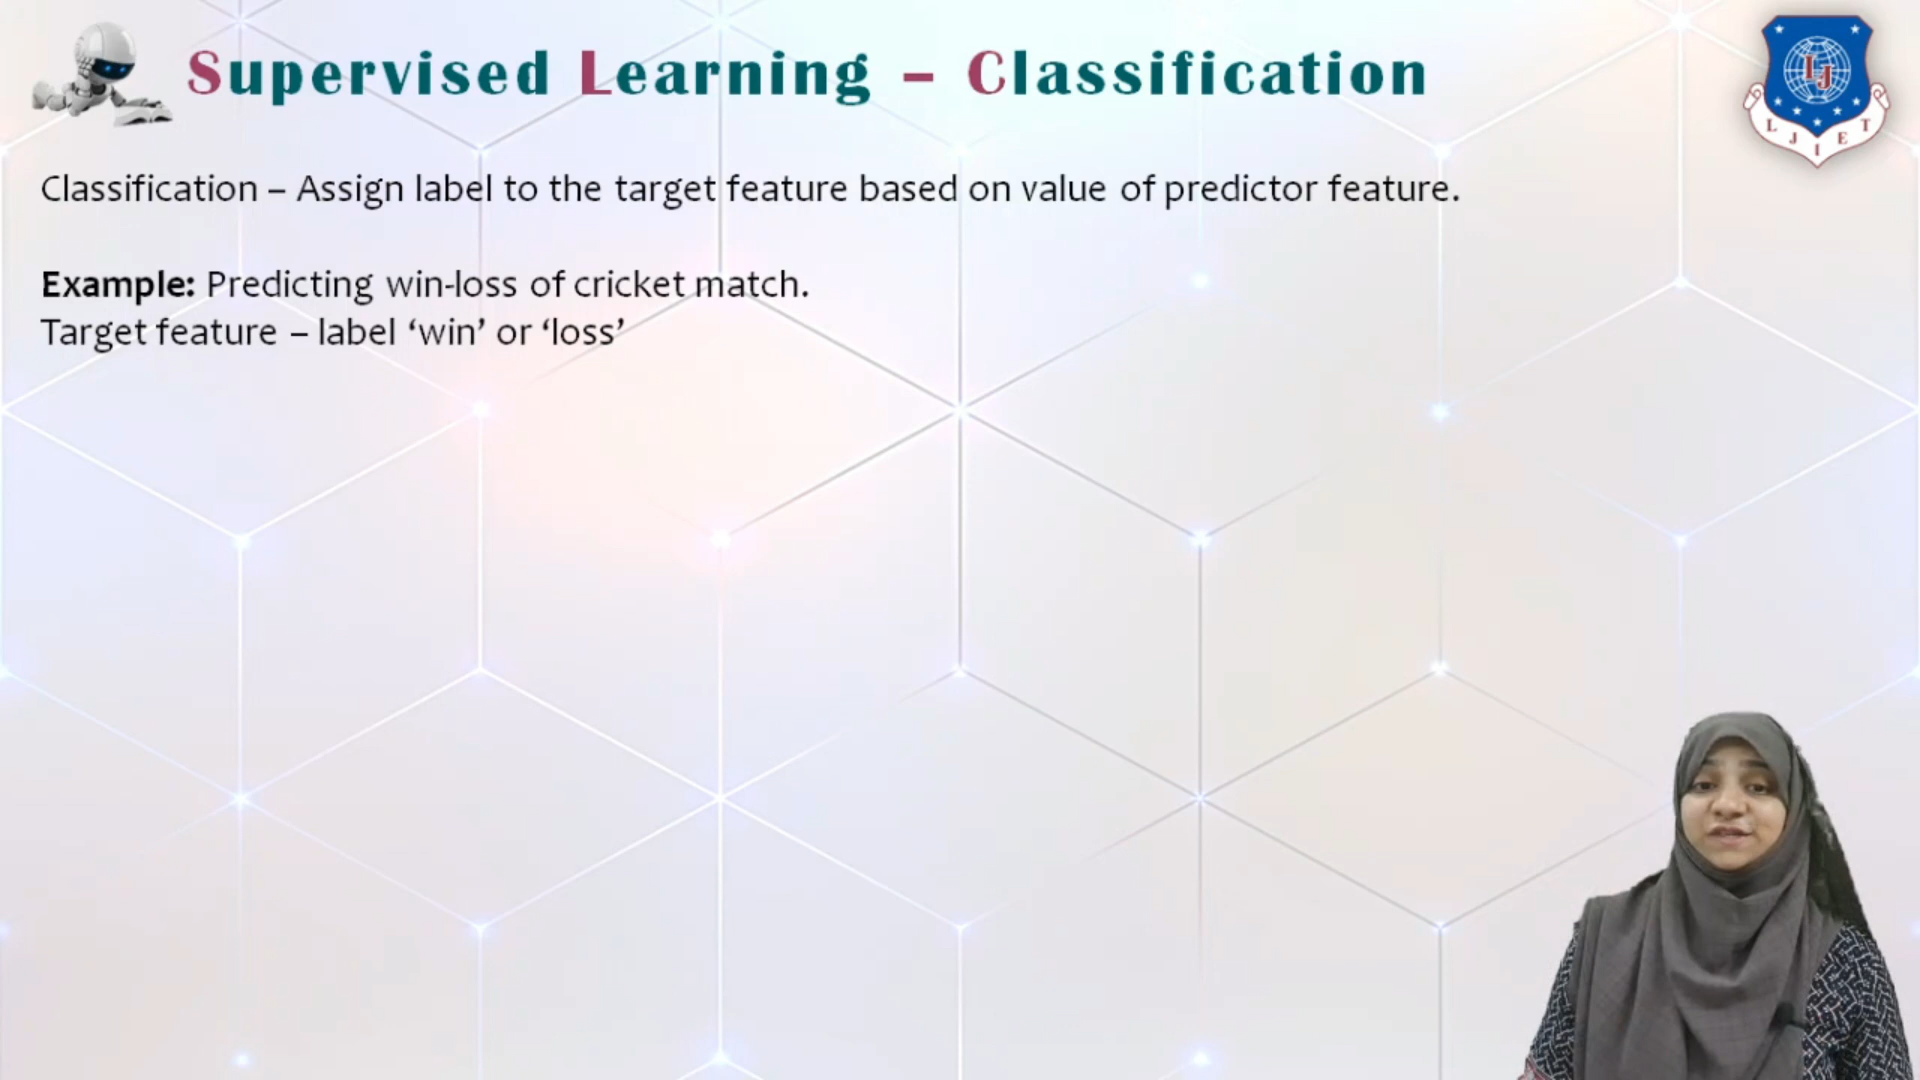 Supervised Learning – Classification
IJ
LJIET
Classification – Assign label to the target feature based on value of predictor feature.
Example: Predicting win-loss of cricket match.
Target feature – label ‘win’ or ‘loss’